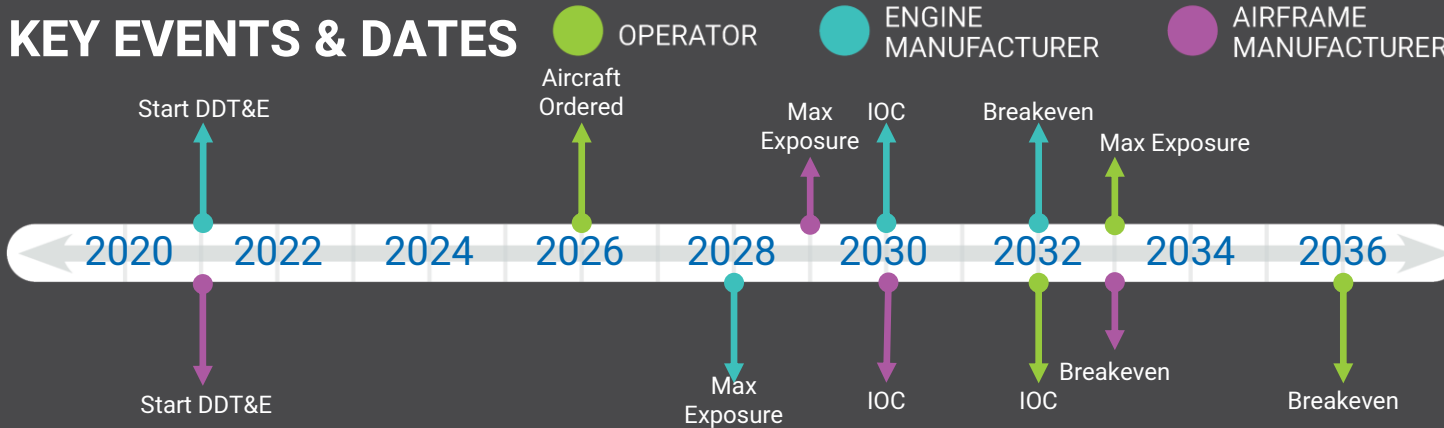 KEY EVENTS & DATES
OPERATOR
ENGINE
MANUFACTURER
AIRFRAME
MANUFACTURER
Start DDT&E
Aircraft
Ordered
Max
Exposure
IOC
Breakeven
Max Exposure
2020
2022
2024
2026
2028
2030
2032
2034
2036
Start DDT&E
Max
Exposure
IOC
IOC
Breakeven
Breakeven